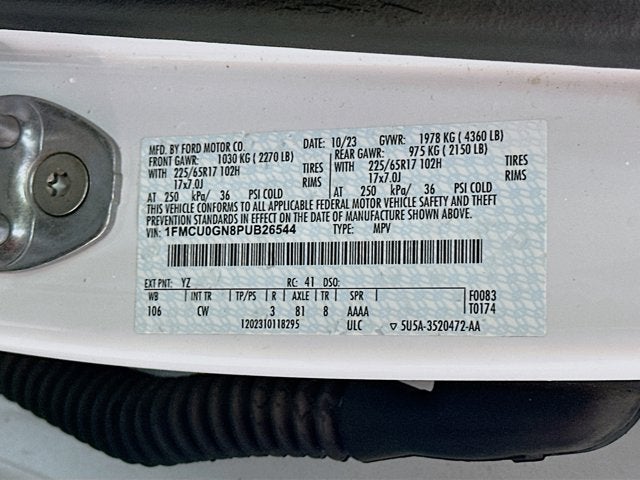 MFD. BY FORD MOTOR CO.
DATE: 10/23 GVWR: 1978 KG ( 4360 LB)
FRONT GAWR: 1030 KG ( 2270 LB) REAR GAWR: 975 KG ( 2150 LB)
WITH 225/65R17 102H TIRES WITH 225/65R17 102H TIRES
17x7.0J RIMS 17x7.0J RIMS
AT 250 kPa/ 36 PSI COLD AT 250 kPa/ 36 PSI COLD
THIS VEHICLE CONFORMS TO ALL APPLICABLE FEDERAL MOTOR VEHICLE SAFETY AND THEFT
PREVENTION STANDARDS IN EFFECT ON THE DATE OF MANUFACTURE SHOWN ABOVE.
VIN: 1FMCU0GN8PUB26544 TYPE: MPV
EXT PNT: YZ RC: 41 DSO:
WB INT TR TP/PS R AXLE TR SPR F0083
106 CW 3 81 8 AAAA T0174
1202310118295 ULC ▽ 5U5A-3520472-AA